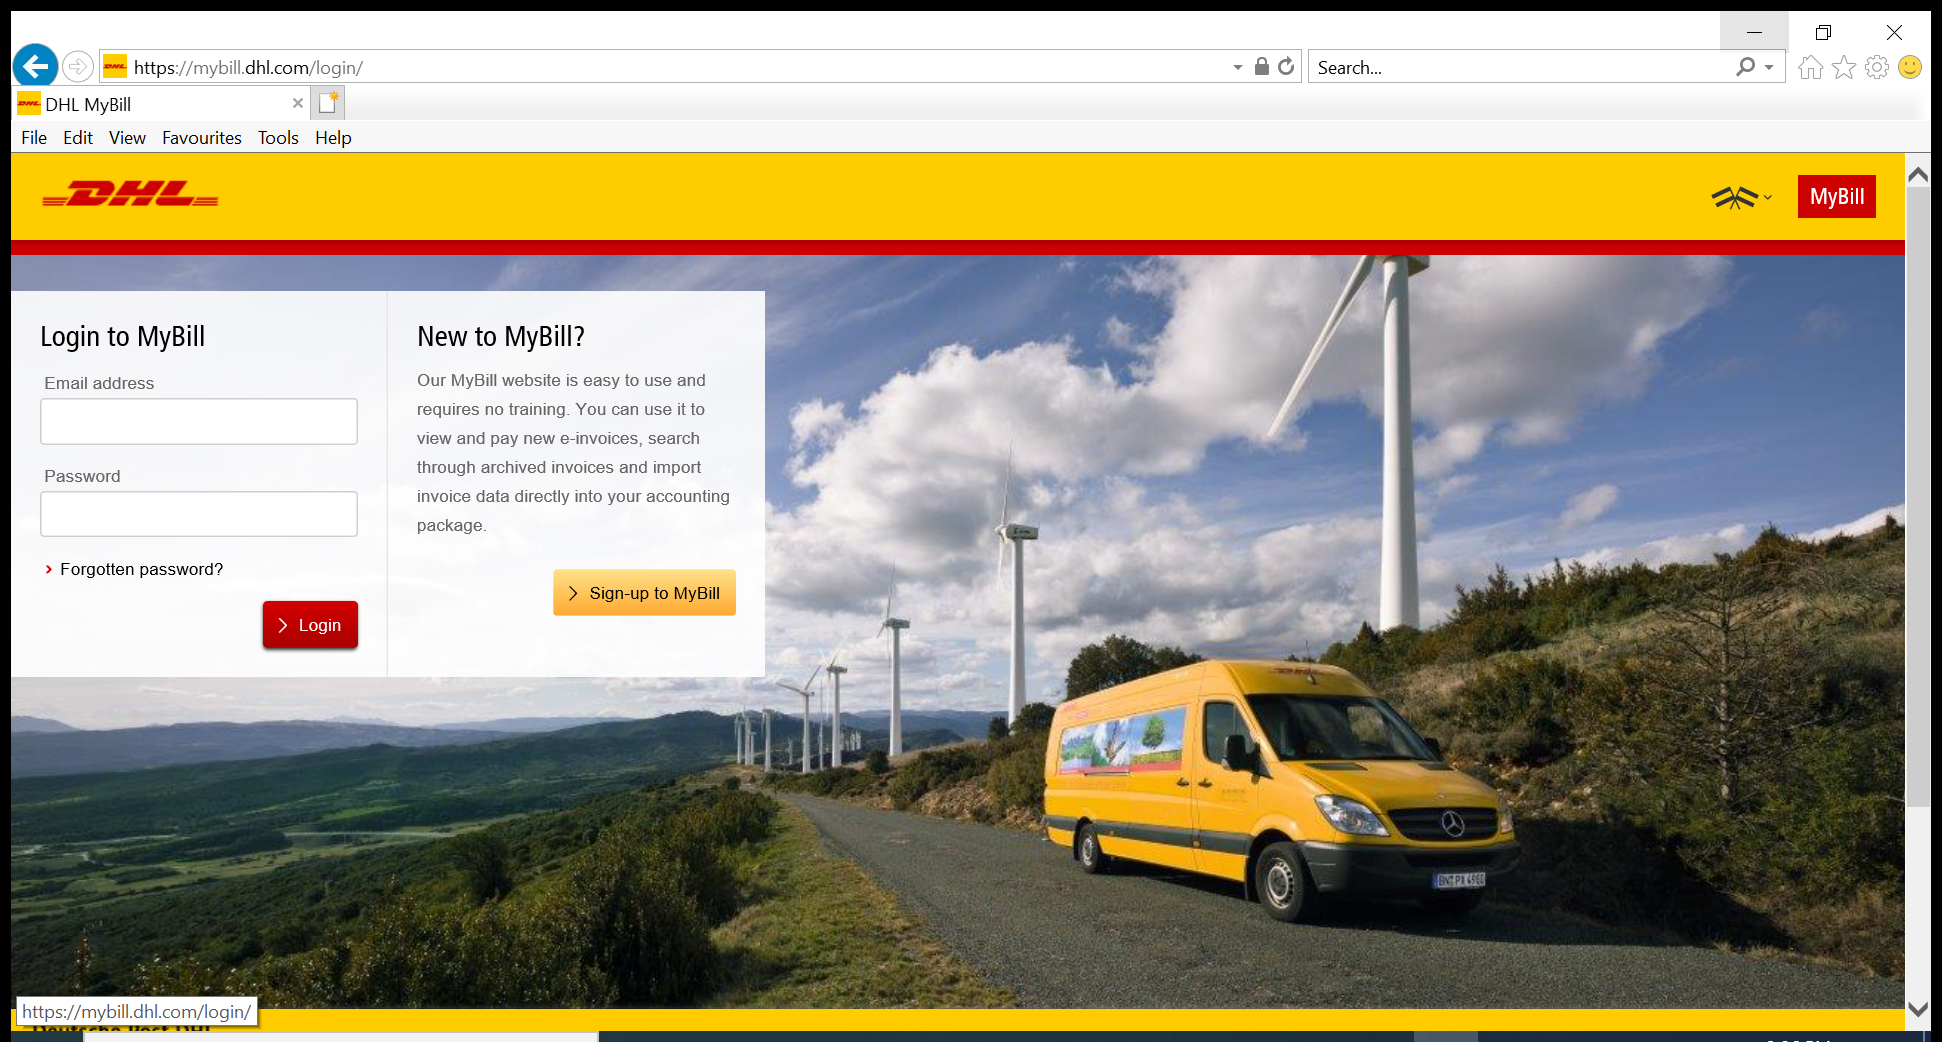 https://mybill.dhl.com/login/
Search...
DHL MyBill
File Edit View Favourites Tools Help
DHL
MyBill
Login to MyBill
Email address
Password
Forgotten password?
Login
New to MyBill?
Our MyBill website is easy to use and
requires no training. You can use it to
view and pay new e-invoices, search
through archived invoices and import
invoice data directly into your accounting
package.
Sign-up to MyBill
https://mybill.dhl.com/login/
Deutsche Post DHL